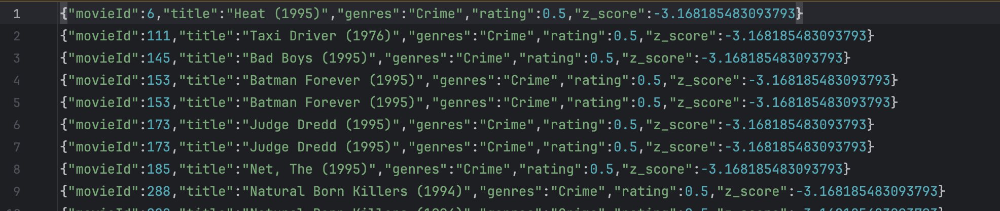 1 {"movieId":6,"title":"Heat (1995)","genres":"Crime","rating":0.5,"z_score":-3.168185483093793}
2 {"movieId":111,"title":"Taxi Driver (1976)","genres":"Crime","rating":0.5,"z_score":-3.168185483093793}
3 {"movieId":145,"title":"Bad Boys (1995)","genres":"Crime","rating":0.5,"z_score":-3.168185483093793}
4 {"movieId":153,"title":"Batman Forever (1995)","genres":"Crime","rating":0.5,"z_score":-3.168185483093793}
5 {"movieId":153,"title":"Batman Forever (1995)","genres":"Crime","rating":0.5,"z_score":-3.168185483093793}
6 {"movieId":173,"title":"Judge Dredd (1995)","genres":"Crime","rating":0.5,"z_score":-3.168185483093793}
7 {"movieId":173,"title":"Judge Dredd (1995)","genres":"Crime","rating":0.5,"z_score":-3.168185483093793}
8 {"movieId":185,"title":"Net, The (1995)","genres":"Crime","rating":0.5,"z_score":-3.168185483093793}
9 {"movieId":288,"title":"Natural Born Killers (1994)","genres":"Crime","rating":0.5,"z_score":-3.168185483093793}